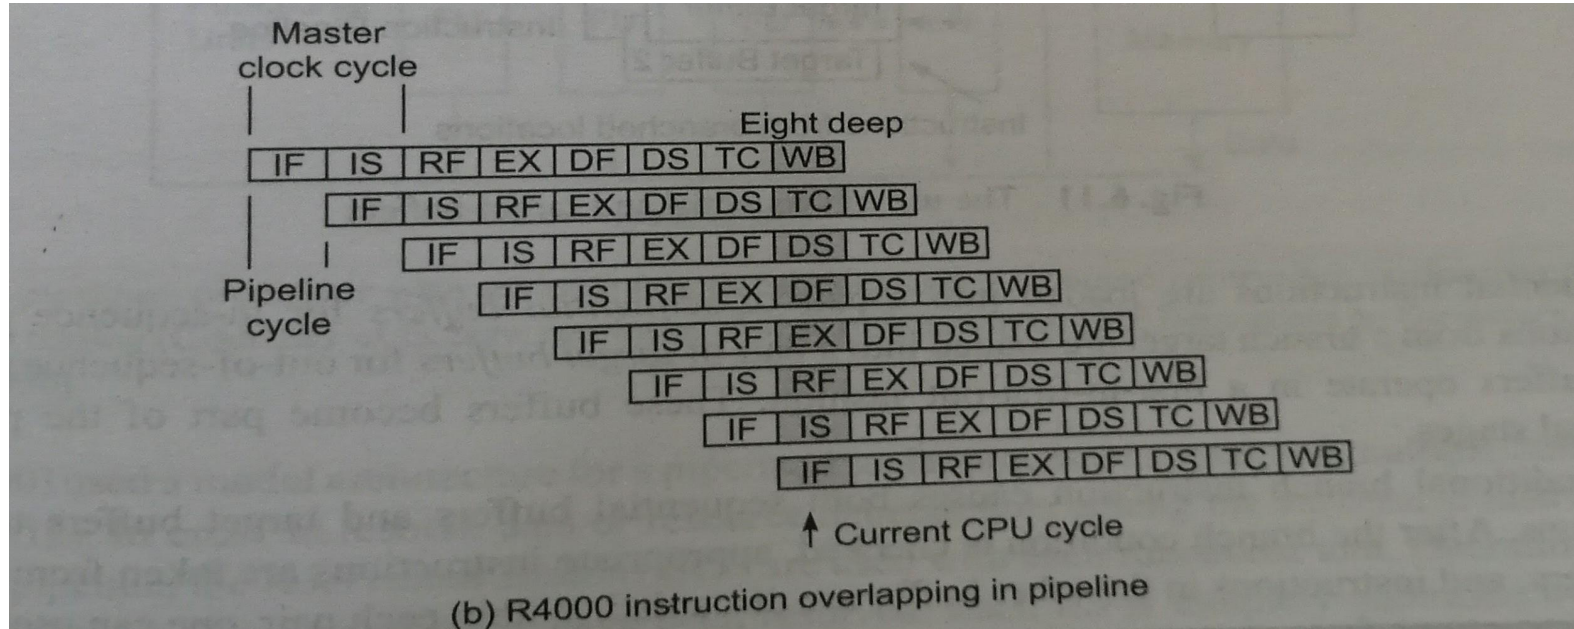 Master
clock cycle
Eight deep
IF IS RF EX DF DS TC WB
IF IS RF EX DF DS TC WB
IF IS RF EX DF DS TC WB
Pipeline
cycle
IF IS RF EX DF DS TC WB
IF IS RF EX DF DS TC WB
IF IS RF EX DF DS TC WB
IF IS RF EX DF DS TC WB
IF IS RF EX DF DS TC WB
Current CPU cycle
(b) R4000 instruction overlapping in pipeline